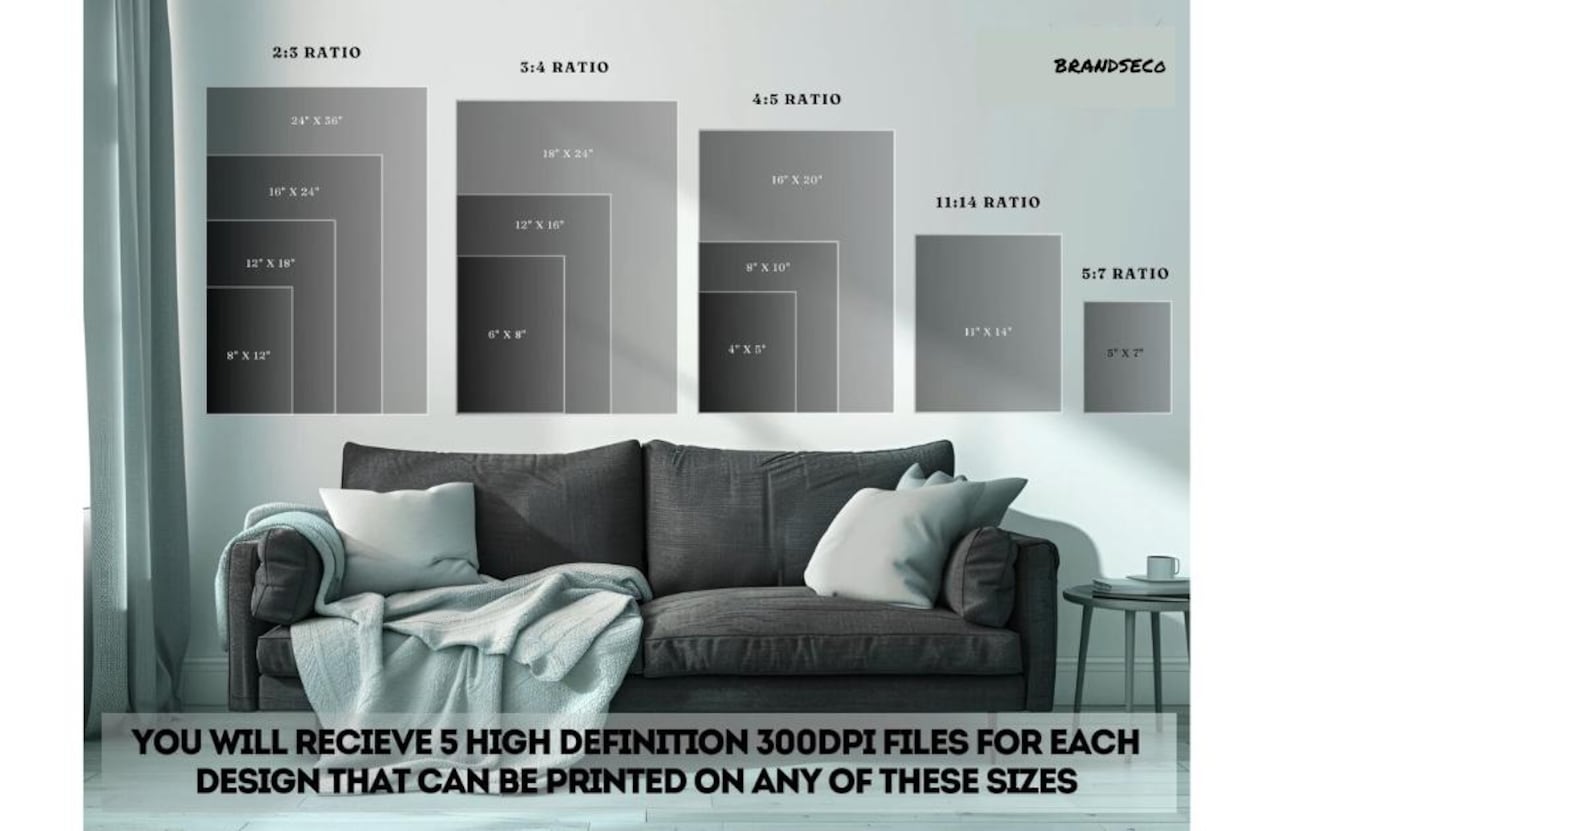 2:3 RATIO
24" X 36"
16" X 24"
12" X 18"
8" X 12"
3:4 RATIO
18" X 24"
12" X 16"
6" X 8"
4:5 RATIO
16" X 20"
8" X 10"
4" X 5"
11:14 RATIO
11" X 14"
5:7 RATIO
5" X 7"
BRANDSECO
YOU WILL RECIEVE 5 HIGH DEFINITION 300DPI FILES FOR EACH
DESIGN THAT CAN BE PRINTED ON ANY OF THESE SIZES